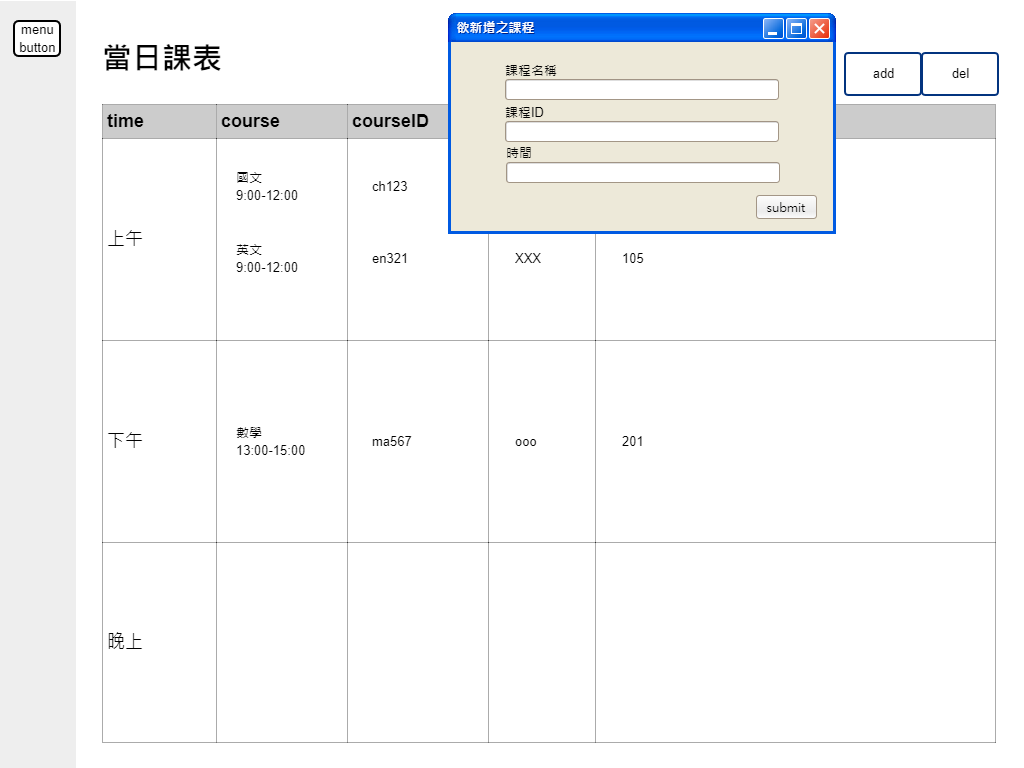 menu
button
當日課表
欲新增之課程
課程名稱
課程ID
時間
submit
add
del
time
course
courseID
上午
國文
9:00-12:00
ch123
英文
9:00-12:00
en321
XXX
105
下午
數學
13:00-15:00
ma567
ooo
201
晚上